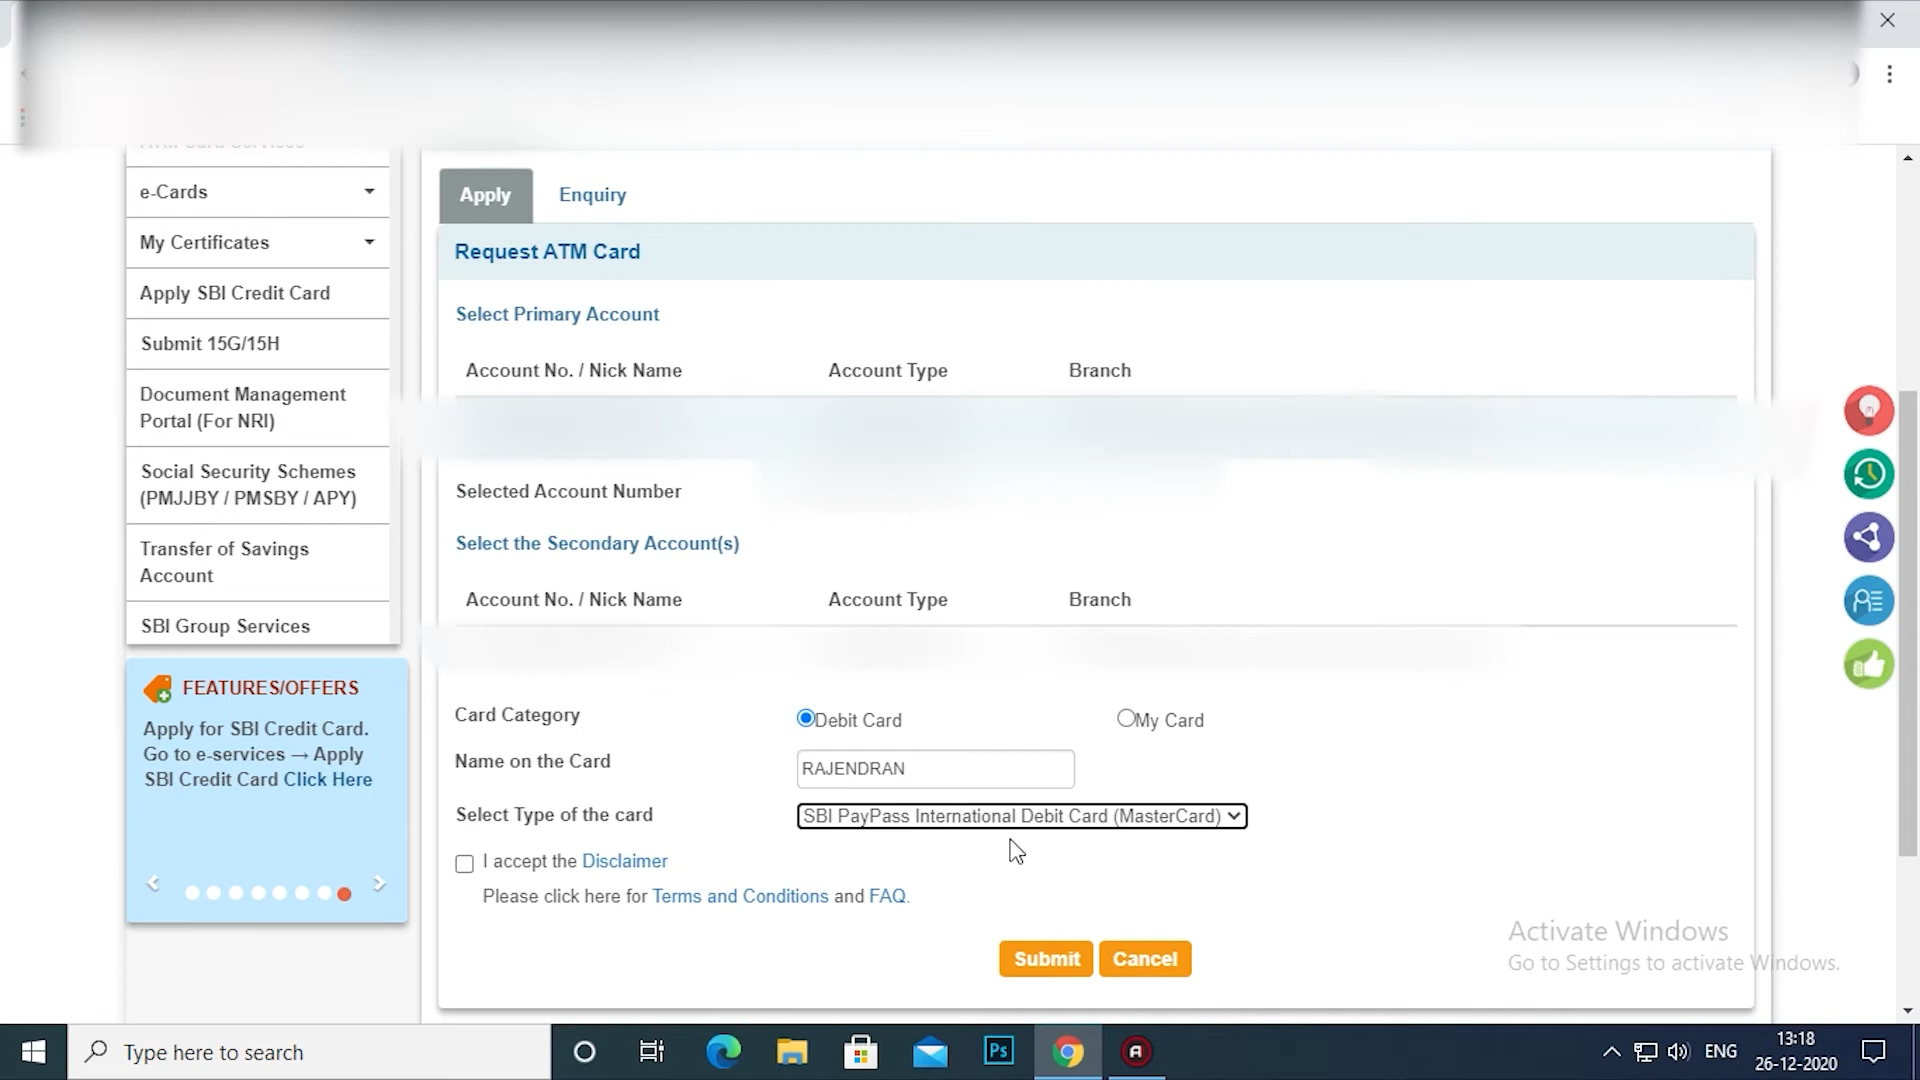 ATM Card Services
e-Cards
My Certificates
Apply SBI Credit Card
Submit 15G/15H
Document Management
Portal (For NRI)
Social Security Schemes
(PMJJBY / PMSBY / APY)
Transfer of Savings
Account
SBI Group Services
FEATURES/OFFERS
Apply for SBI Credit Card.
Go to e-services → Apply
SBI Credit Card Click Here
Apply Enquiry
Request ATM Card
Select Primary Account
Account No. / Nick Name Account Type Branch
Selected Account Number
Select the Secondary Account(s)
Account No. / Nick Name Account Type Branch
Card Category Debit Card My Card
Name on the Card RAJENDRAN
Select Type of the card SBI PayPass International Debit Card (MasterCard)
I accept the Disclaimer
Please click here for Terms and Conditions and FAQ.
Submit Cancel
Activate Windows
Go to Settings to activate Windows.
Type here to search
Ps
ENG
13:18
26-12-2020